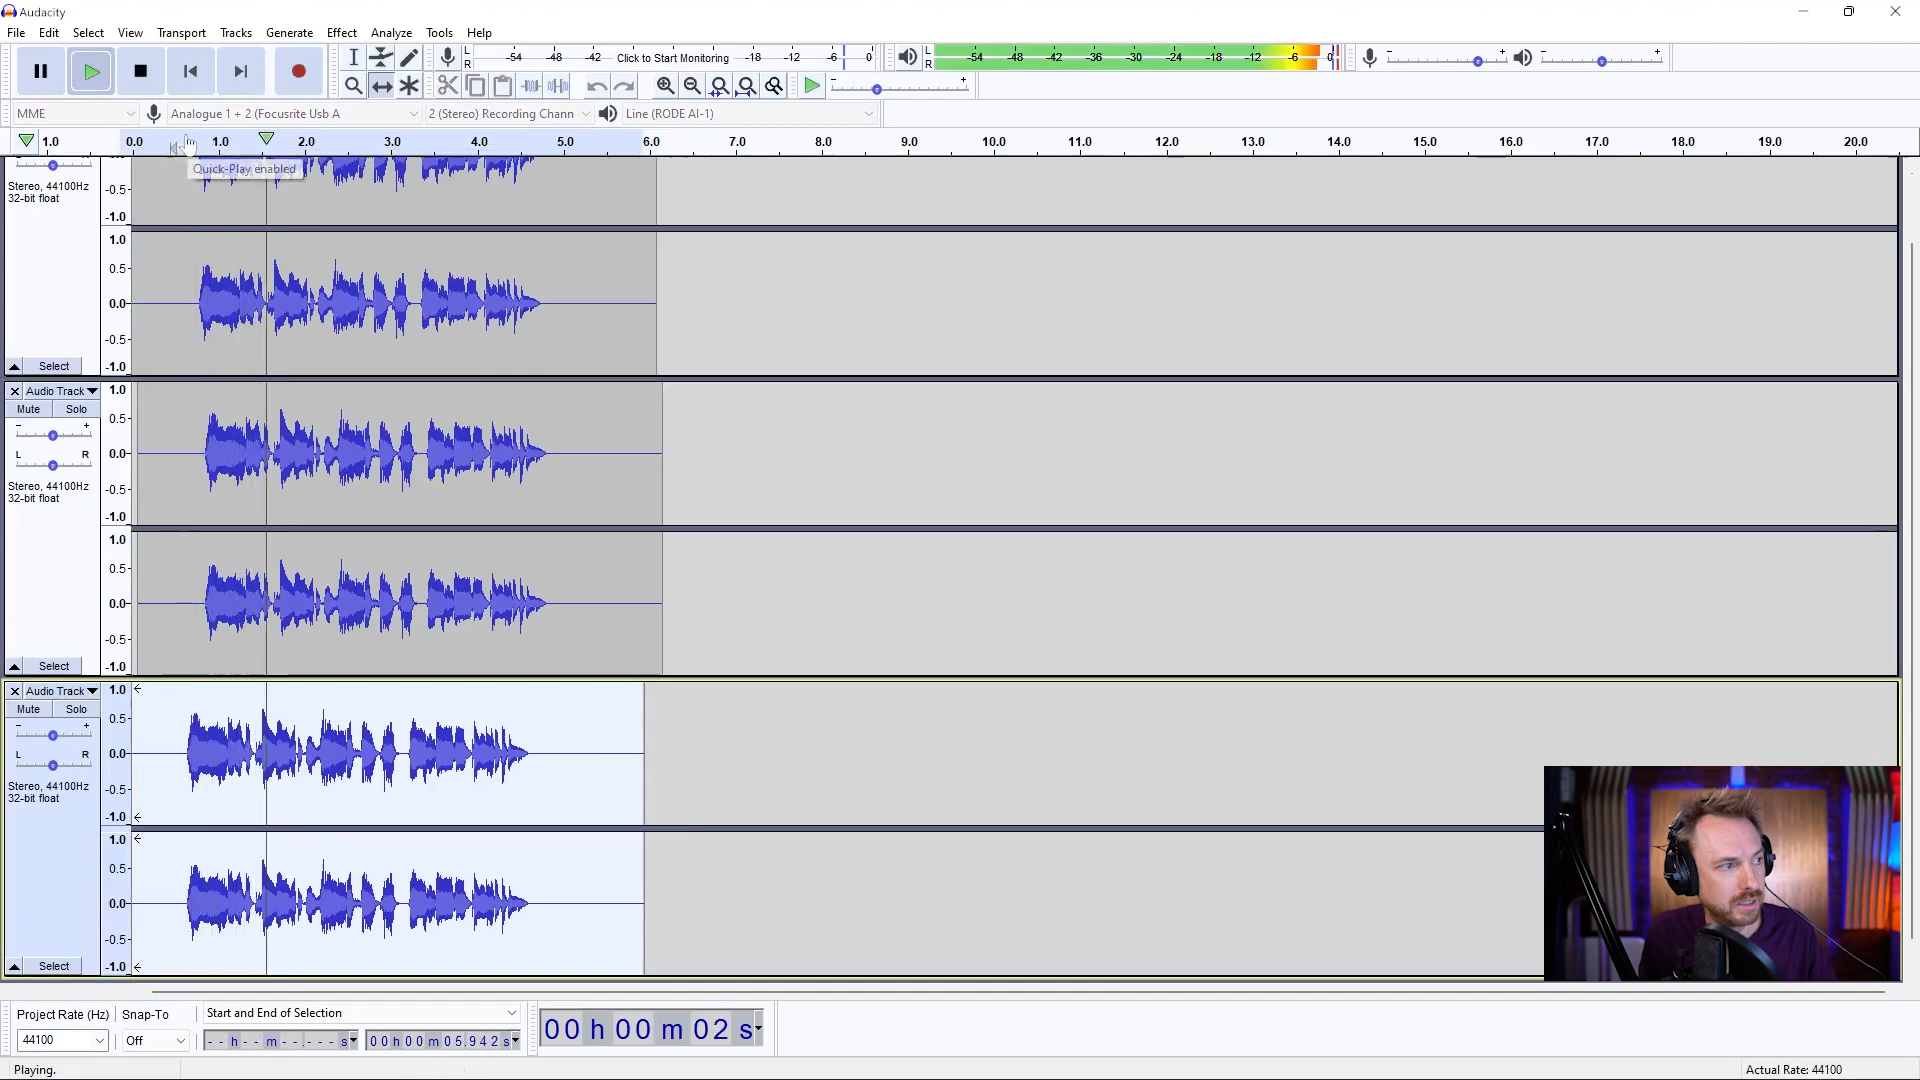 Audacity
File Edit Select View Transport Tracks Generate Effect Analyze Tools Help
L R -54 -48 -42 Click to Start Monitoring -18 -12 -6 0 L R -54 -48 -42 -36 -30 -24 -18 -12 -6 0 - + - +
- +
MME Analogue 1 + 2 (Focusrite Usb A 2 (Stereo) Recording Chann Line (RODE AI-1)
1.0 0.0 1.0 2.0 3.0 4.0 5.0 6.0 7.0 8.0 9.0 10.0 11.0 12.0 13.0 14.0 15.0 16.0 17.0 18.0 19.0 20.0
Quick-Play enabled
Stereo, 44100Hz -0.5-
32-bit float
-1.0
1.0
0.5-
0.0-
-0.5-
Select -1.0
Audio Track 1.0
Mute Solo
- + 0.5-
L R 0.0-
Stereo, 44100Hz -0.5-
32-bit float
-1.0
1.0
0.5-
0.0-
-0.5-
Select -1.0
Audio Track 1.0
Mute Solo
- + 0.5-
L R 0.0-
Stereo, 44100Hz -0.5-
32-bit float
-1.0
1.0
0.5-
0.0-
-0.5-
Select -1.0
Project Rate (Hz) Snap-To Start and End of Selection
44100 Off - - h - - m - - . - - - s 00 h 00 m 05.942 s 00 h 00 m 02 s
Playing. Actual Rate: 44100